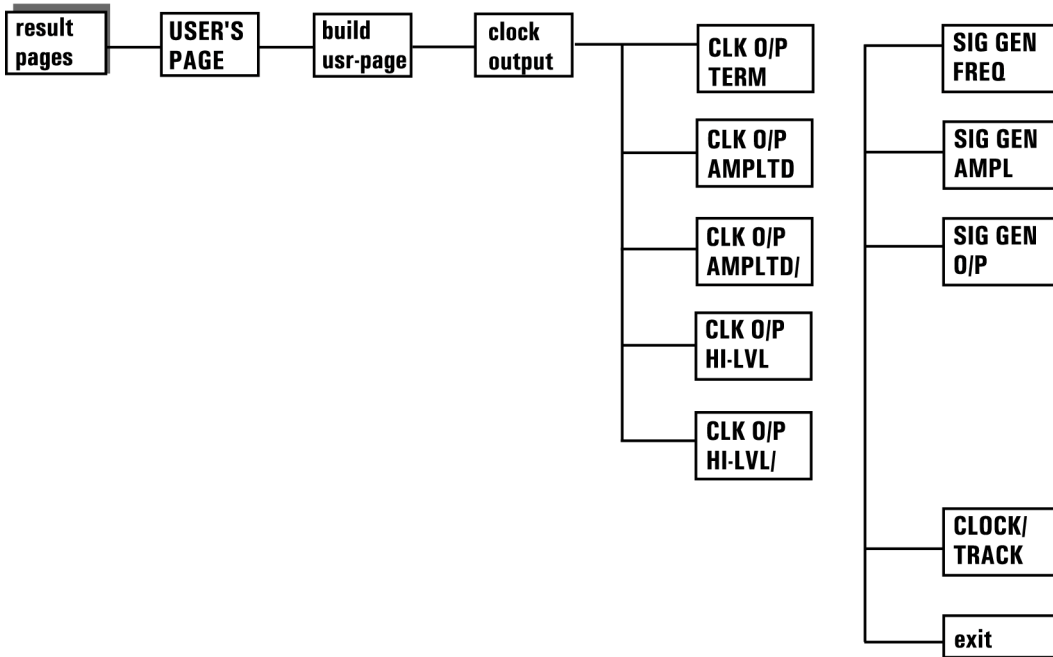 result
pages
USER'S
PAGE
build
usr-page
clock
output
CLK O/P
TERM
CLK O/P
AMPLTD
CLK O/P
AMPLTD/
CLK O/P
HI-LVL
CLK O/P
HI-LVL/
SIG GEN
FREQ
SIG GEN
AMPL
SIG GEN
O/P
CLOCK/
TRACK
exit